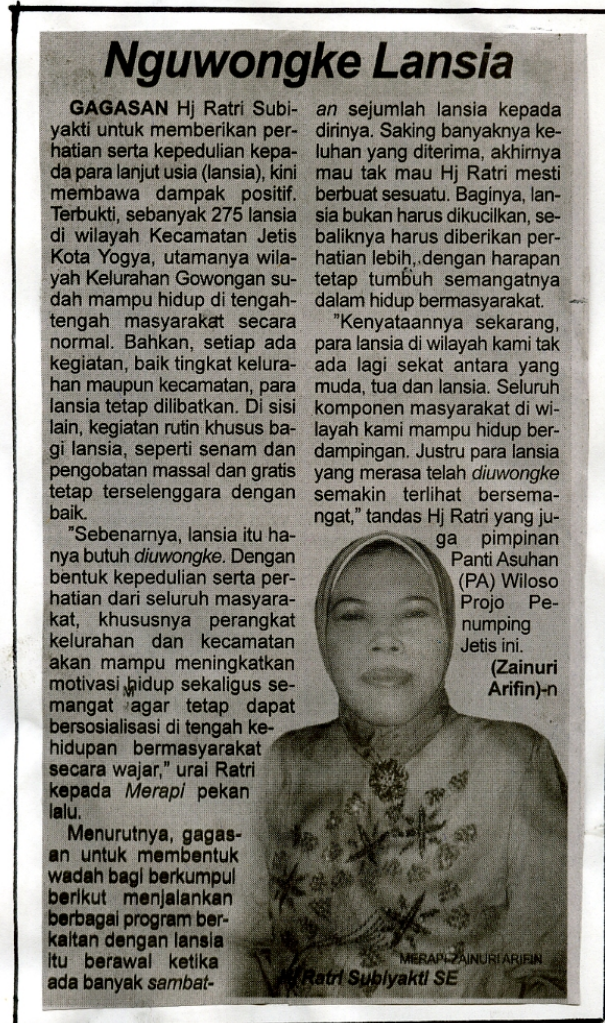 Nguwongke Lansia
GAGASAN Hj Ratri Subi-
yakti untuk memberikan per-
hatian serta kepedulian kepa-
da para lanjut usia (lansia), kini
membawa dampak positif.
Terbukti, sebanyak 275 lansia
di wilayah Kecamatan Jetis
Kota Yogya, utamanya wila-
yah Kelurahan Gowongan su-
dah mampu hidup di tengah-
tengah masyarakat secara
normal. Bahkan, setiap ada
kegiatan, baik tingkat kelura-
han maupun kecamatan, para
lansia tetap dilibatkan. Di sisi
lain, kegiatan rutin khusus ba-
gi lansia, seperti senam dan
pengobatan massal dan gratis
tetap terselenggara dengan
baik.
"Sebenarnya, lansia itu ha-
nya butuh diuwongke. Dengan
bentuk kepedulian serta per-
hatian dari seluruh masyara-
kat, khususnya perangkat
kelurahan dan kecamatan
akan mampu meningkatkan
motivasi hidup sekaligus se-
mangat agar tetap dapat
bersosialisasi di tengah ke-
hidupan bermasyarakat
secara wajar," urai Ratri
kepada Merapi pekan
lalu.
Menurutnya, gagas-
an untuk membentuk
wadah bagi berkumpul
berikut menjalankan
berbagai program ber-
kaitan dengan lansia
itu berawal ketika
ada banyak sambat-
an sejumlah lansia kepada
dirinya. Saking banyaknya ke-
luhan yang diterima, akhirnya
mau tak mau Hj Ratri mesti
berbuat sesuatu. Baginya, lan-
sia bukan harus dikucilkan, se-
baliknya harus diberikan per-
hatian lebih, dengan harapan
tetap tumbuh semangatnya
dalam hidup bermasyarakat.
"Kenyataannya sekarang,
para lansia di wilayah kami tak
ada lagi sekat antara yang
muda, tua dan lansia. Seluruh
komponen masyarakat di wi-
layah kami mampu hidup ber-
dampingan. Justru para lansia
yang merasa telah diuwongke
semakin terlihat bersema-
ngat," tandas Hj Ratri yang ju-
ga pimpinan
Panti Asuhan
(PA) Wiloso
Projo Pe-
numping
Jetis ini.
(Zainuri
Arifin)-n
MERAPI-ZAINURI ARIFIN
Hj Ratri Subiyakti SE